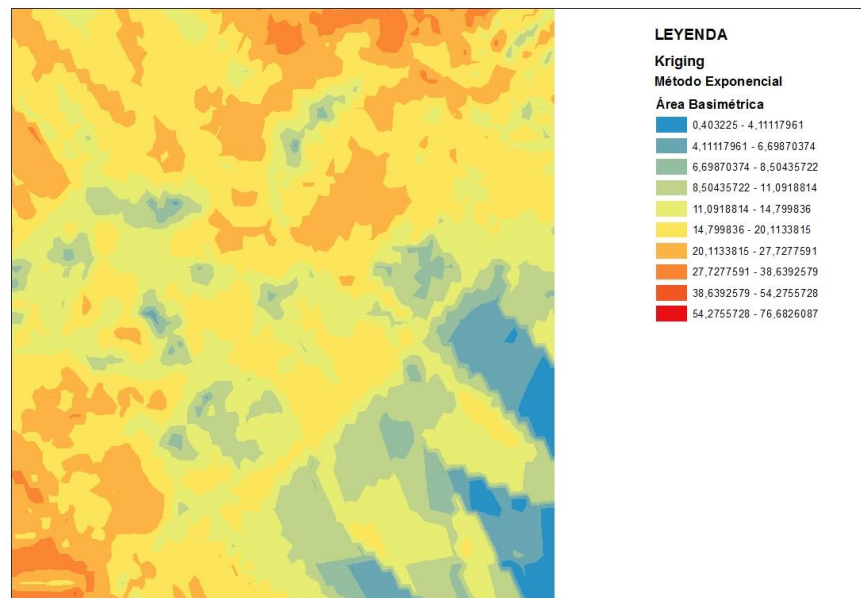 LEYENDA
Kriging
Método Exponencial
Área Basimétrica
0,403225 - 4,11117961
4,11117961 - 6,69870374
6,69870374 - 8,50435722
8,50435722 - 11,0918814
11,0918814 - 14,799836
14,799836 - 20,1133815
20,1133815 - 27,7277591
27,7277591 - 38,6392579
38,6392579 - 54,2755728
54,2755728 - 76,6826087